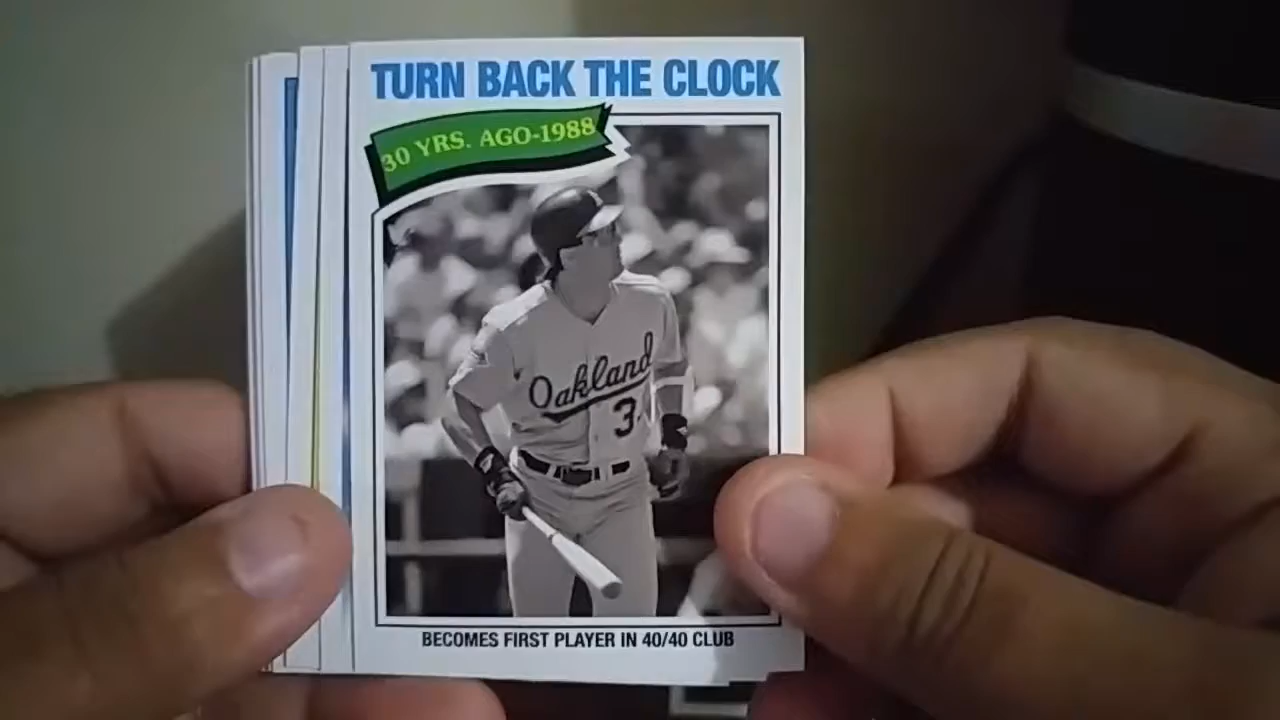 TURN BACK THE CLOCK
30 YRS. AGO-1988
Oakland
3
BECOMES FIRST PLAYER IN 40/40 CLUB